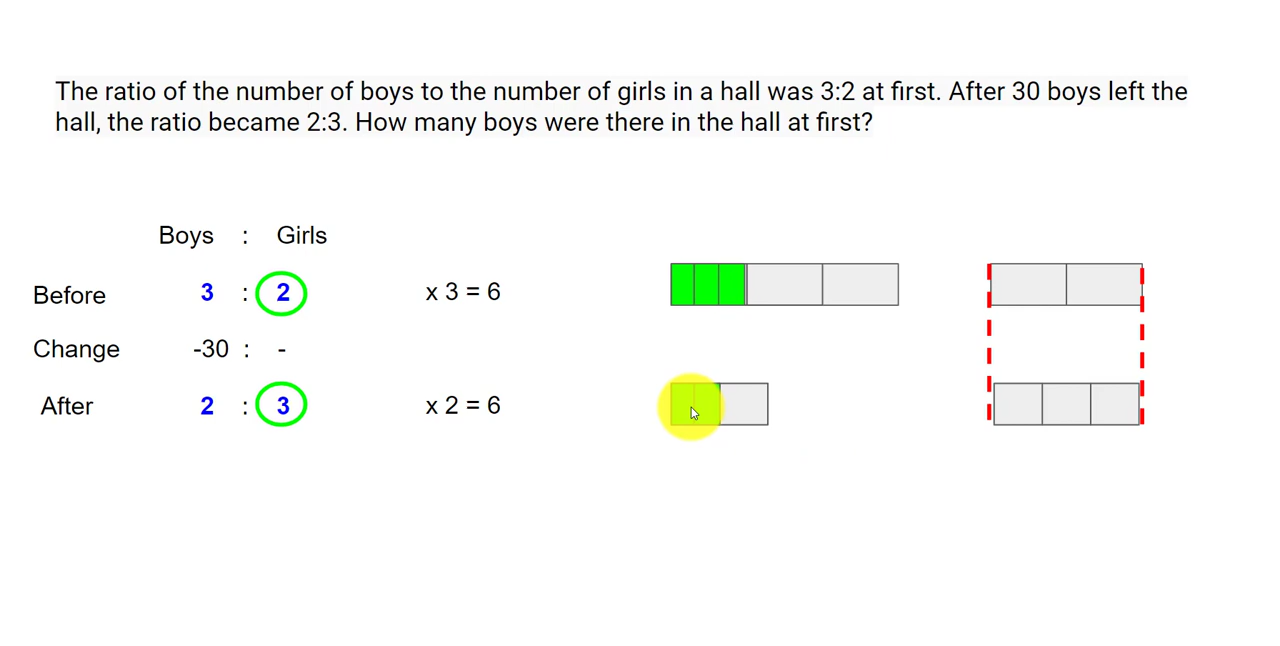 The ratio of the number of boys to the number of girls in a hall was 3:2 at first. After 30 boys left the
hall, the ratio became 2:3. How many boys were there in the hall at first?
Boys : Girls
Before 3 : 2 x 3 = 6
Change -30 : -
After 2 : 3 x 2 = 6